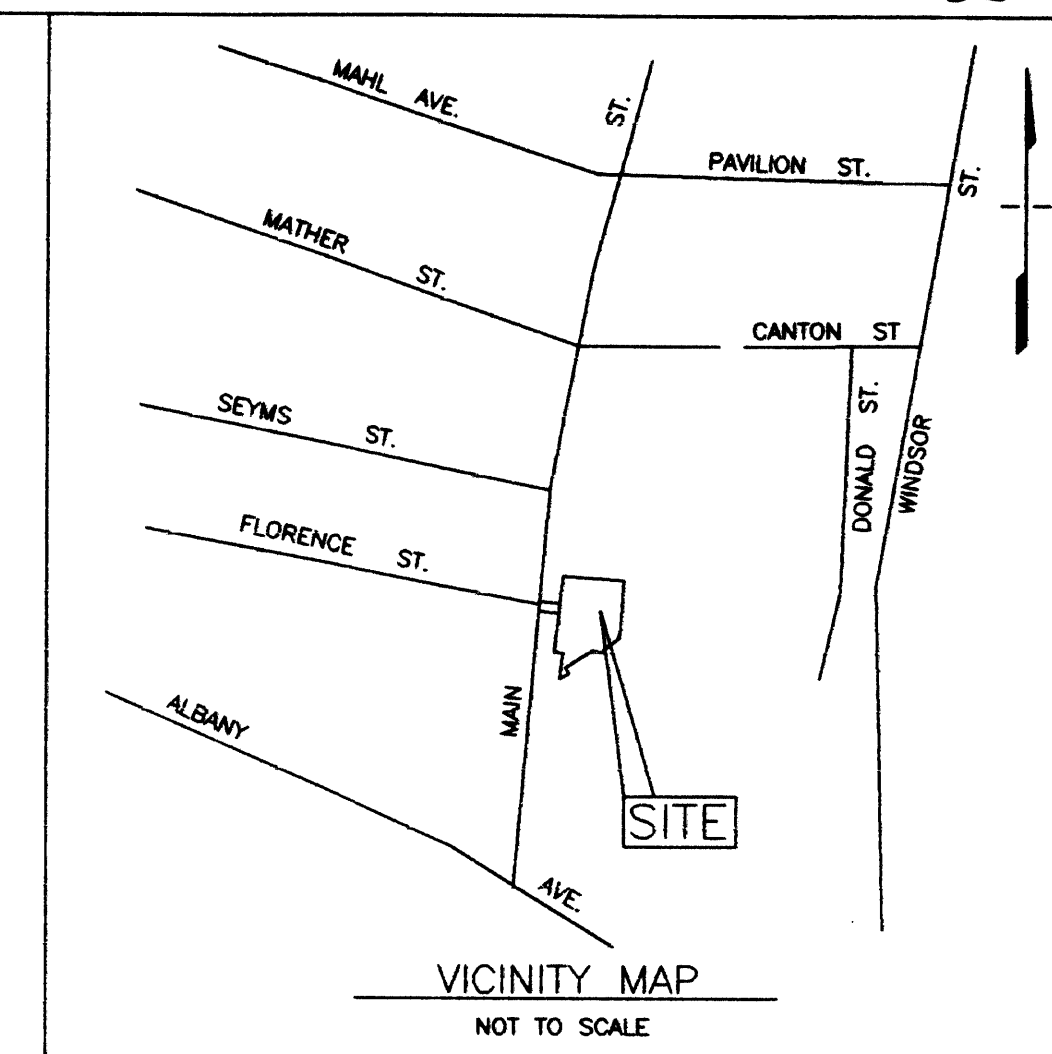 MAHL AVE.
ST.
PAVILION ST.
ST.
MATHER ST.
CANTON ST
SEYMS ST.
DONALD ST.
WINDSOR
FLORENCE ST.
MAIN
ALBANY
SITE
AVE.
VICINITY MAP
NOT TO SCALE